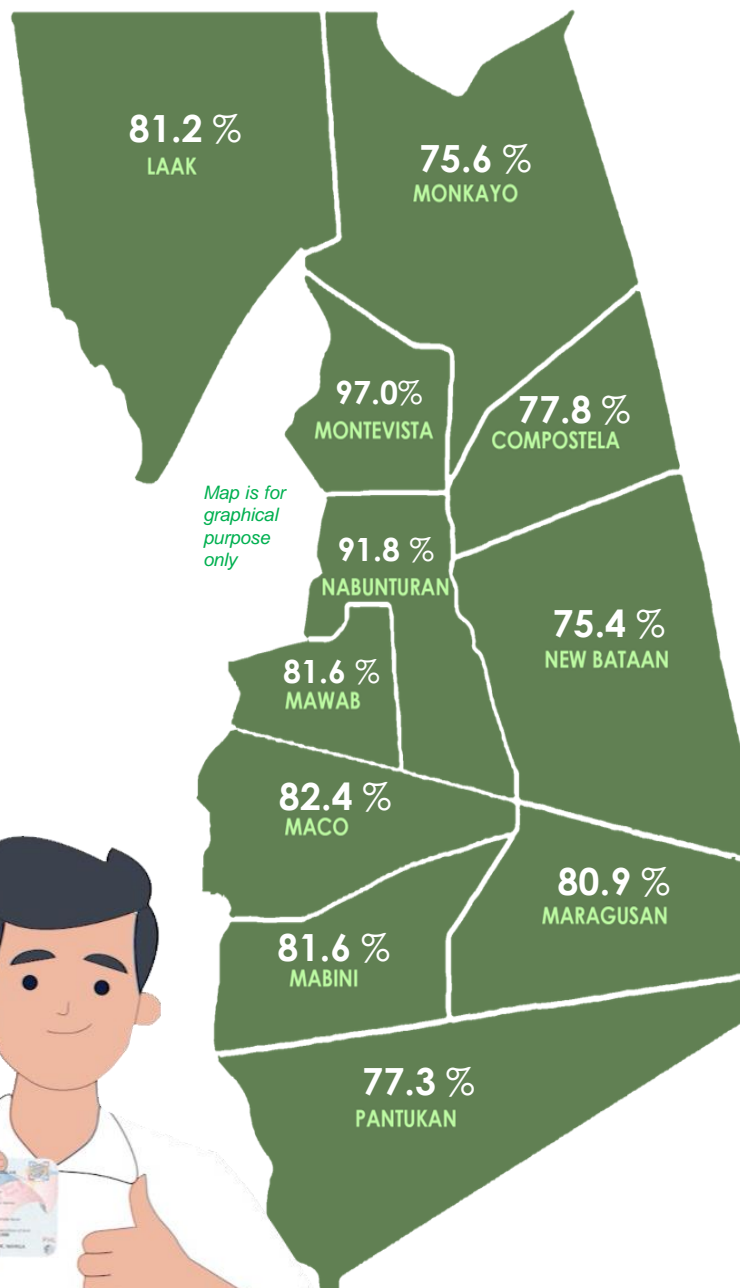 81.2 %
LAAK
75.6 %
MONKAYO
97.0%
MONTEVISTA
77.8 %
COMPOSTELA
Map is for
graphical
purpose
only
91.8 %
NABUNTURAN
75.4 %
NEW BATAAN
81.6 %
MAWAB
82.4 %
MACO
80.9 %
MARAGUSAN
81.6 %
MABINI
77.3 %
PANTUKAN